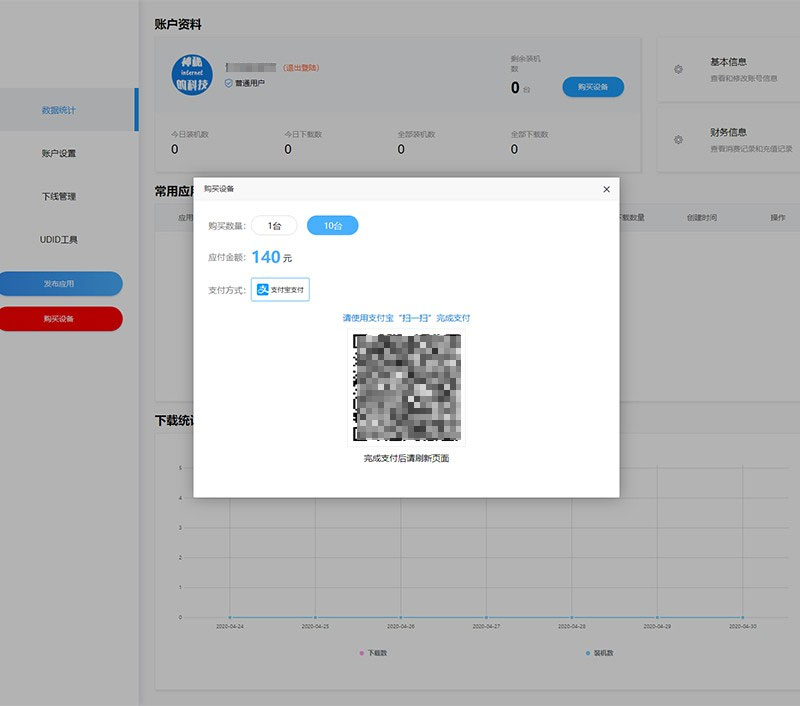 账户资料
神秘
internet
的科技
(退出登陆)
普通用户
剩余装机数
0 台
购买设备
今日装机数
0
今日下载数
0
全部装机数
0
全部下载数
0
基本信息
查看和修改账号信息
财务信息
查看消费记录和充值记录
数据统计
账户设置
下线管理
UDID工具
发布应用
购买设备
常用应
应用
下载数量
创建时间
操作
购买设备
×
购买数量:
1台
10台
应付金额: 140 元
支付方式:
支付宝支付
请使用支付宝“扫一扫”完成支付
完成支付后请刷新页面
下载统
5
4
3
2
1
0
2020-04-24
2020-04-25
2020-04-26
2020-04-27
2020-04-28
2020-04-29
2020-04-30
下载数
装机数